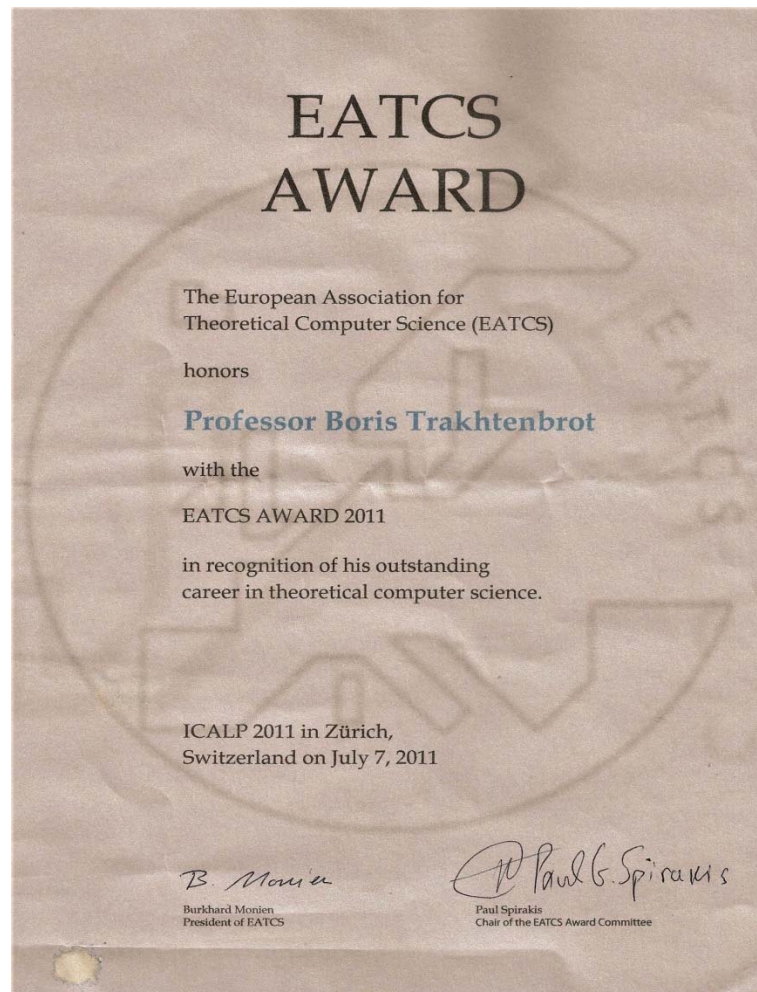 EATCS
AWARD
The European Association for
Theoretical Computer Science (EATCS)
honors
Professor Boris Trakhtenbrot
with the
EATCS AWARD 2011
in recognition of his outstanding
career in theoretical computer science.
ICALP 2011 in Zürich,
Switzerland on July 7, 2011
B. Monien
Paul G. Spirakis
Burkhard Monien
President of EATCS
Paul Spirakis
Chair of the EATCS Award Committee
EATCS